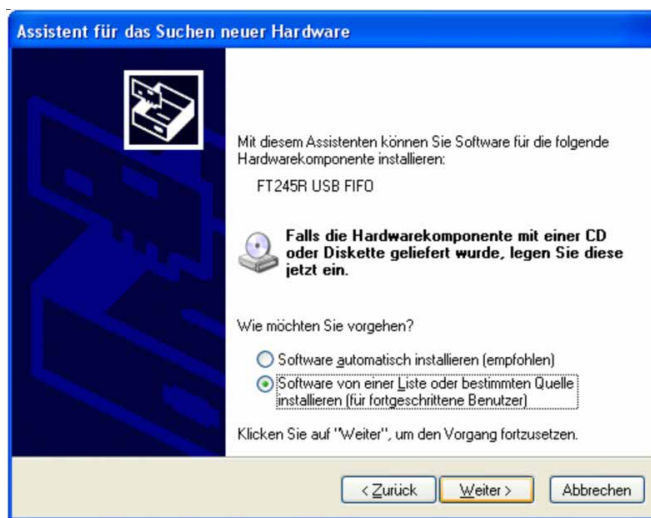 Assistent für das Suchen neuer Hardware
Mit diesem Assistenten können Sie Software für die folgende
Hardwarekomponente installieren:
FT245R USB FIFO
Falls die Hardwarekomponente mit einer CD
oder Diskette geliefert wurde, legen Sie diese
jetzt ein.
Wie möchten Sie vorgehen?
Software automatisch installieren (empfohlen)
Software von einer Liste oder bestimmten Quelle
installieren (für fortgeschrittene Benutzer)
Klicken Sie auf "Weiter", um den Vorgang fortzusetzen.
< Zurück Weiter > Abbrechen